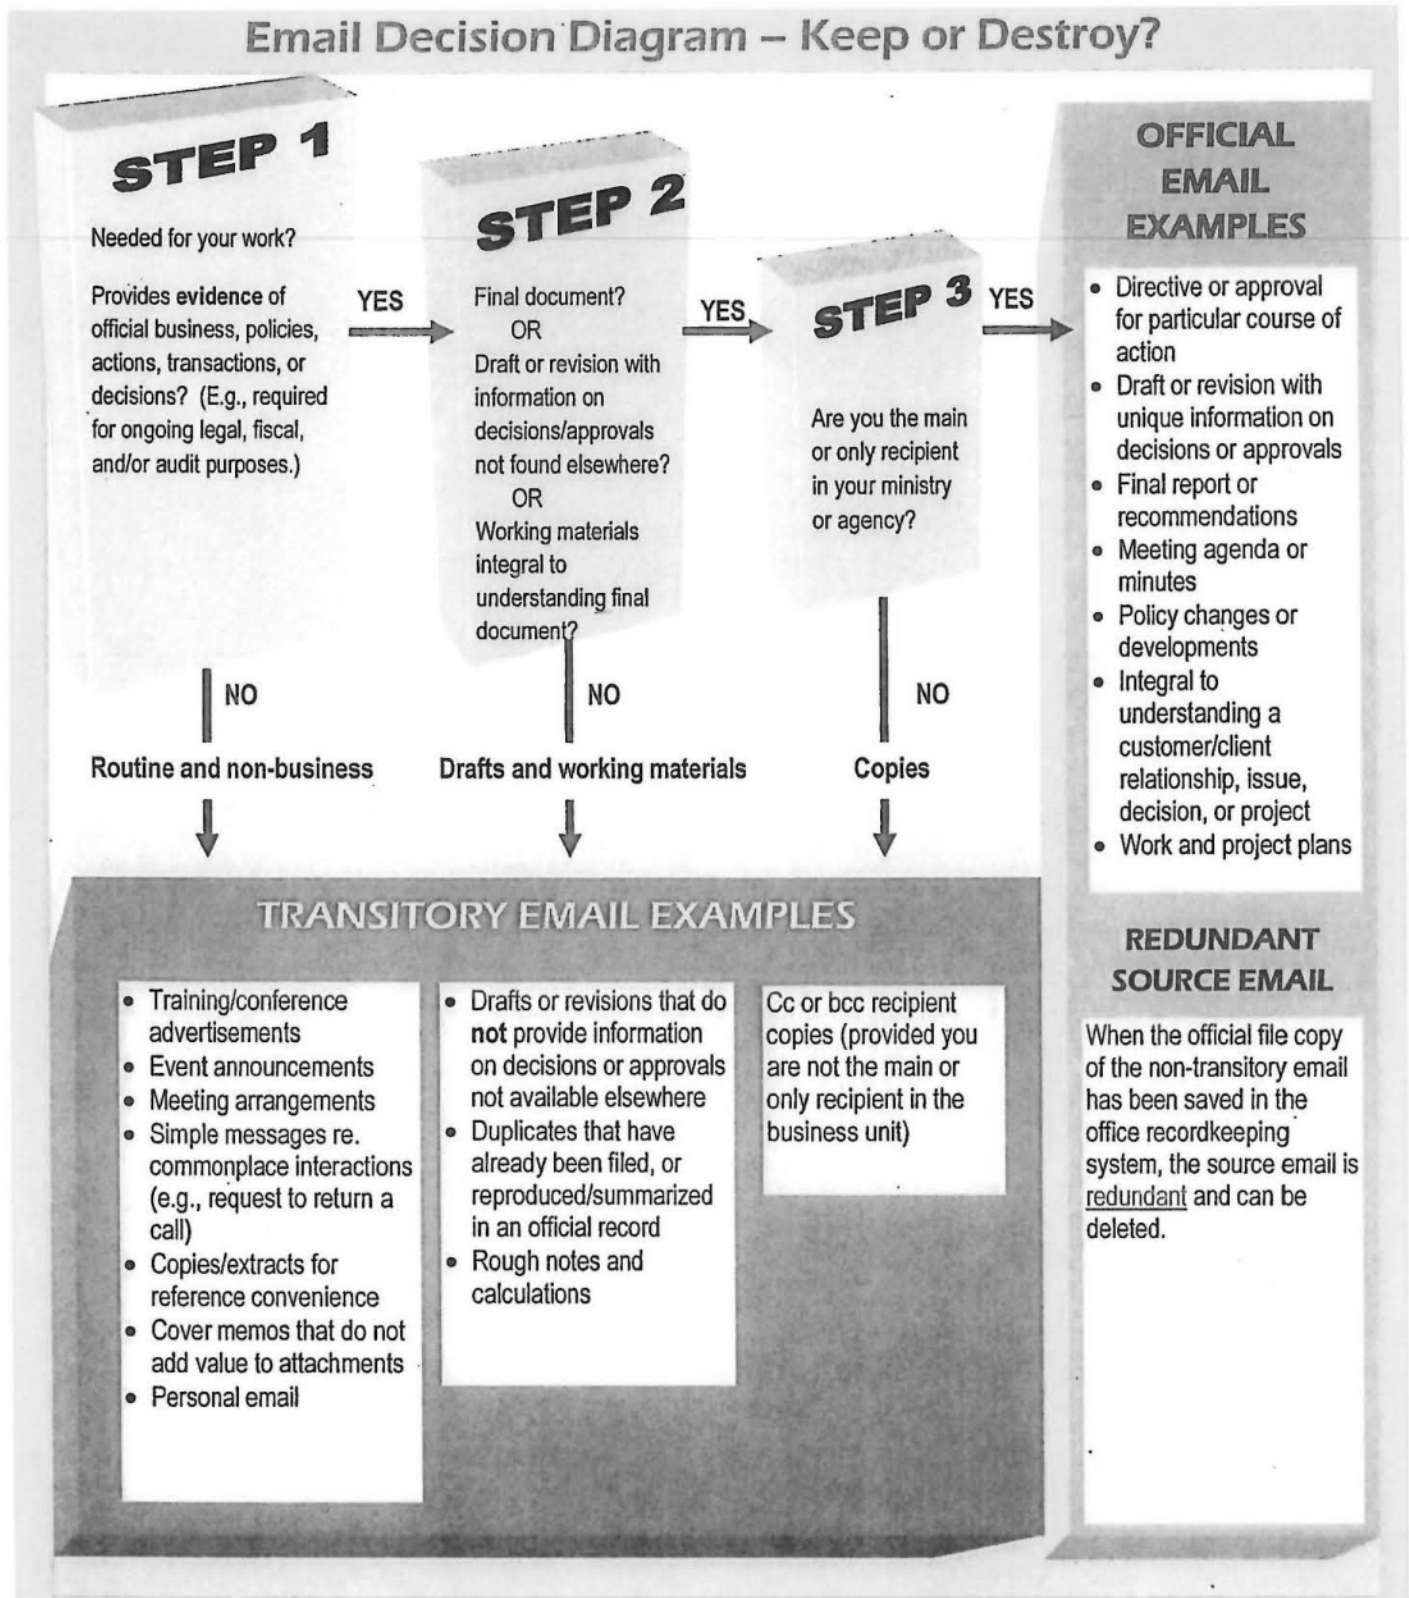 Email Decision Diagram – Keep or Destroy?
STEP 1
Needed for your work?
Provides evidence of
official business, policies,
actions, transactions, or
decisions? (E.g., required
for ongoing legal, fiscal,
and/or audit purposes.)
YES
NO
Routine and non-business
STEP 2
Final document?
OR
Draft or revision with
information on
decisions/approvals
not found elsewhere?
OR
Working materials
integral to
understanding final
document?
YES
NO
Drafts and working materials
STEP 3
Are you the main
or only recipient
in your ministry
or agency?
YES
NO
Copies
OFFICIAL
EMAIL
EXAMPLES
• Directive or approval
for particular course of
action
• Draft or revision with
unique information on
decisions or approvals
• Final report or
recommendations
• Meeting agenda or
minutes
• Policy changes or
developments
• Integral to
understanding a
customer/client
relationship, issue,
decision, or project
• Work and project plans
TRANSITORY EMAIL EXAMPLES
• Training/conference
advertisements
• Event announcements
• Meeting arrangements
• Simple messages re.
commonplace interactions
(e.g., request to return a
call)
• Copies/extracts for
reference convenience
• Cover memos that do not
add value to attachments
• Personal email
• Drafts or revisions that do
not provide information
on decisions or approvals
not available elsewhere
• Duplicates that have
already been filed, or
reproduced/summarized
in an official record
• Rough notes and
calculations
Cc or bcc recipient
copies (provided you
are not the main or
only recipient in the
business unit)
REDUNDANT
SOURCE EMAIL
When the official file copy
of the non-transitory email
has been saved in the
office recordkeeping
system, the source email is
redundant and can be
deleted.